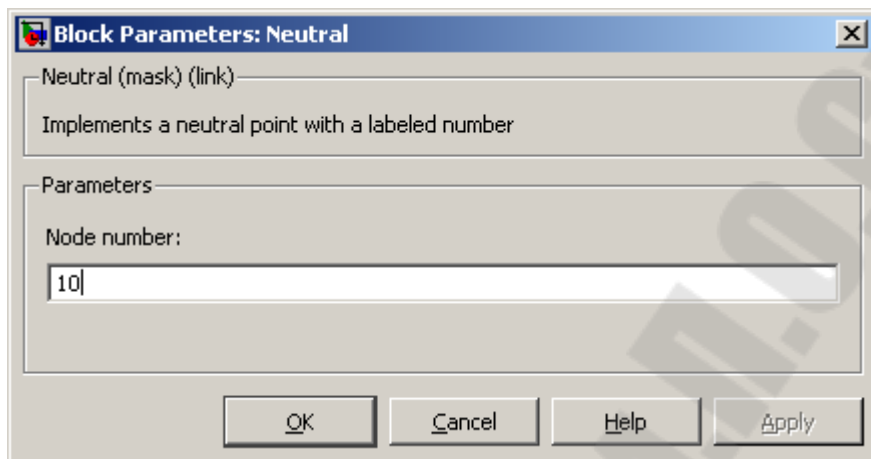 Block Parameters: Neutral
Neutral (mask) (link)
Implements a neutral point with a labeled number
Parameters
Node number:
10
OK
Cancel
Help
Apply